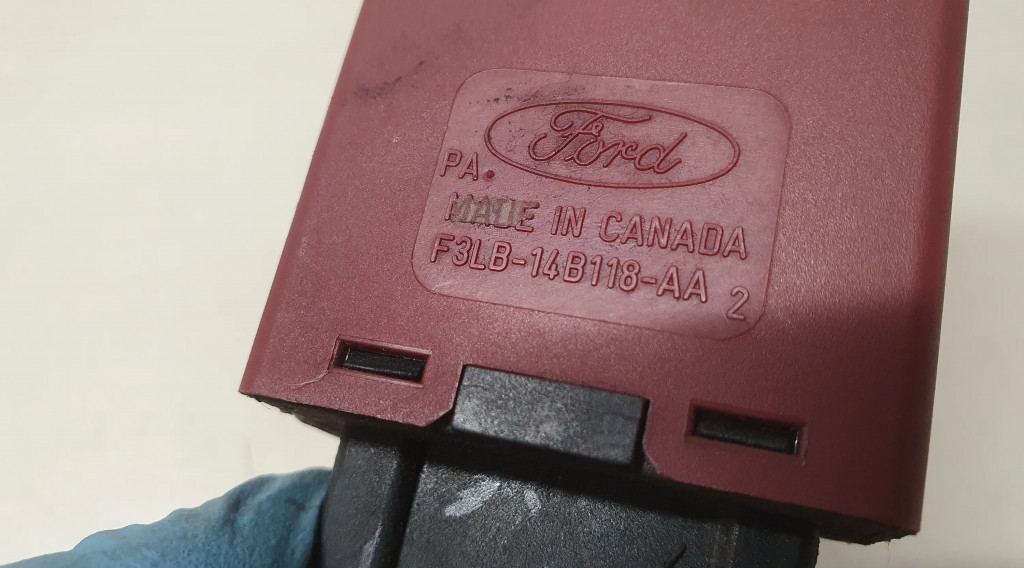 Ford
PA.
MADE IN CANADA
F3LB-14B118-AA 2